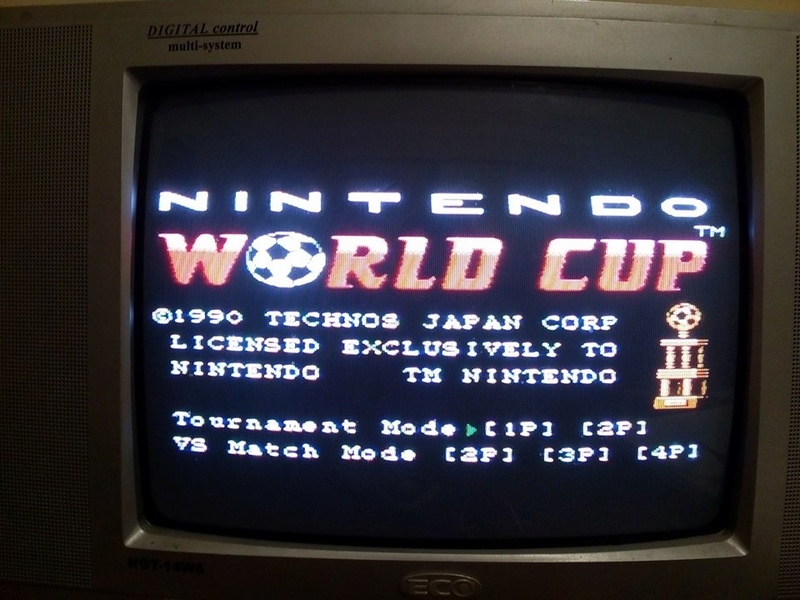 DIGITAL control
multi-system
NINTENDO
WORLD CUP™
©1990 TECHNOS JAPAN CORP
LICENSED EXCLUSIVELY TO
NINTENDO TM NINTENDO
Tournament Mode ▶[1P] [2P]
VS Match Mode [2P] [3P] [4P]
ECO